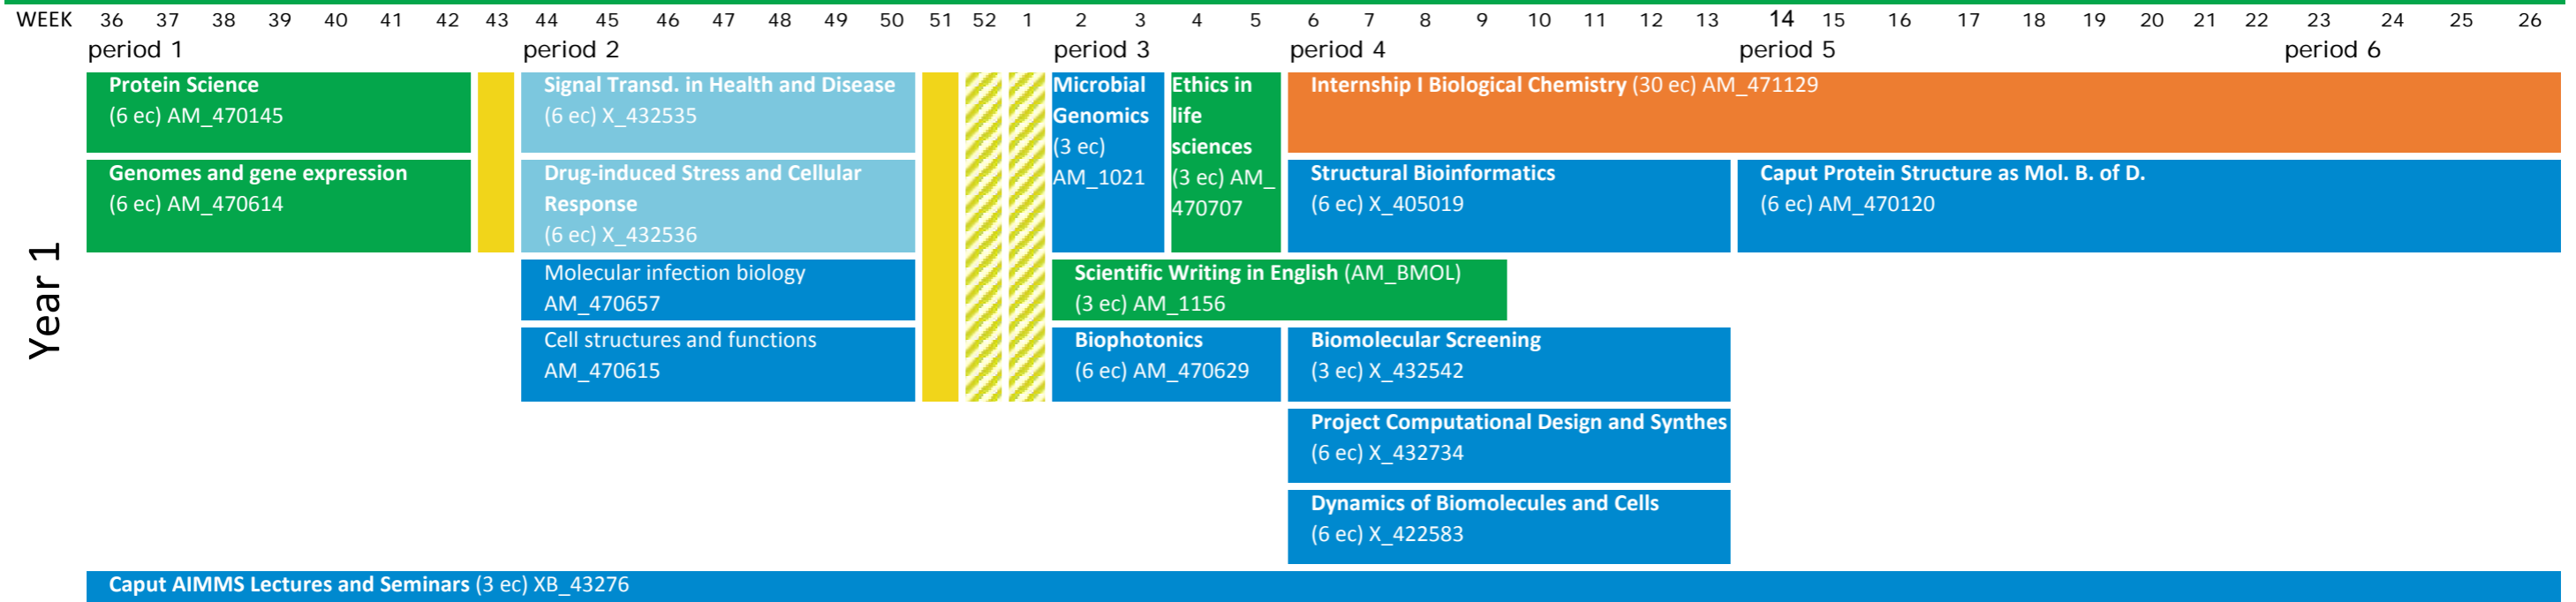 WEEK 36 37 38 39 40 41 42 43 44 45 46 47 48 49 50 51 52 1 2 3 4 5 6 7 8 9 10 11 12 13 14 15 16 17 18 19 20 21 22 23 24 25 26
period 1 period 2 period 3 period 4 period 5 period 6
Year 1
Protein Science
(6 ec) AM_470145
Genomes and gene expression
(6 ec) AM_470614
Signal Transd. in Health and Disease
(6 ec) X_432535
Drug-induced Stress and Cellular
Response
(6 ec) X_432536
Molecular infection biology
AM_470657
Cell structures and functions
AM_470615
Microbial
Genomics
(3 ec)
AM_1021
Ethics in
life
sciences
(3 ec) AM_
470707
Scientific Writing in English (AM_BMOL)
(3 ec) AM_1156
Biophotonics
(6 ec) AM_470629
Internship I Biological Chemistry (30 ec) AM_471129
Structural Bioinformatics
(6 ec) X_405019
Caput Protein Structure as Mol. B. of D.
(6 ec) AM_470120
Biomolecular Screening
(3 ec) X_432542
Project Computational Design and Synthes
(6 ec) X_432734
Dynamics of Biomolecules and Cells
(6 ec) X_422583
Caput AIMMS Lectures and Seminars (3 ec) XB_43276